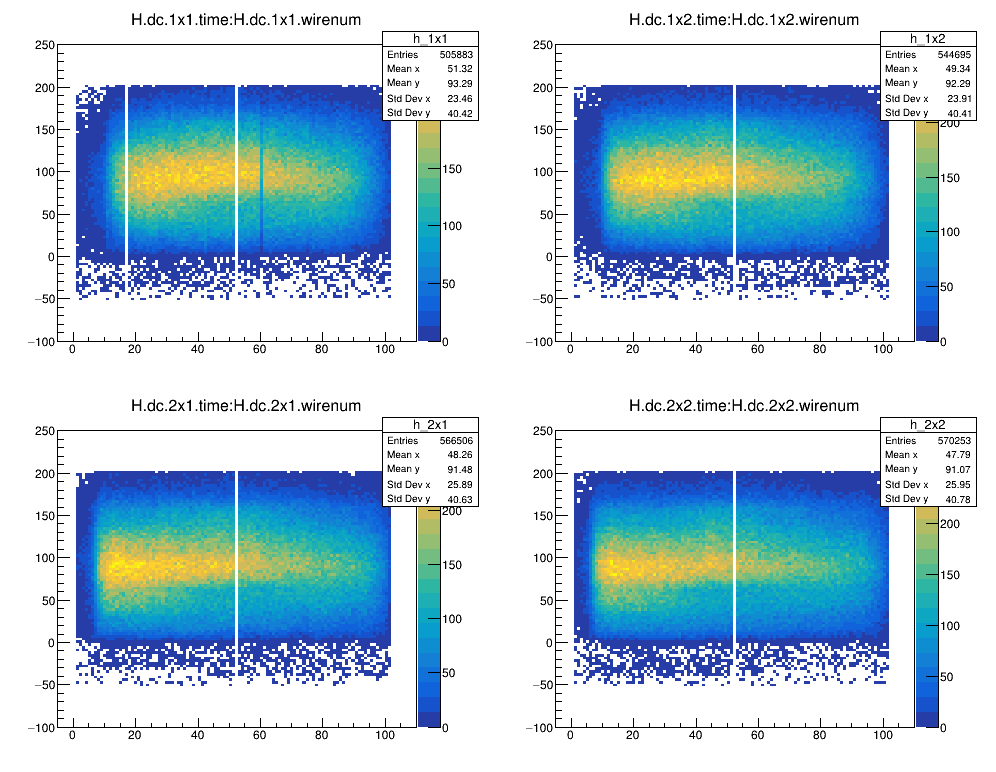 H.dc.1x1.time:H.dc.1x1.wirenum
h_1x1
Entries 505883
Mean x 51.32
Mean y 93.29
Std Dev x 23.46
Std Dev y 40.42
250
200
150
100
50
0
−50
−100
0 20 40 60 80 100
150
100
50
0
H.dc.1x2.time:H.dc.1x2.wirenum
h_1x2
Entries 544695
Mean x 49.34
Mean y 92.29
Std Dev x 23.91
Std Dev y 40.41
250
200
150
100
50
0
−50
−100
0 20 40 60 80 100
200
150
100
50
0
H.dc.2x1.time:H.dc.2x1.wirenum
h_2x1
Entries 566506
Mean x 48.26
Mean y 91.48
Std Dev x 25.89
Std Dev y 40.63
250
200
150
100
50
0
−50
−100
0 20 40 60 80 100
200
150
100
50
0
H.dc.2x2.time:H.dc.2x2.wirenum
h_2x2
Entries 570253
Mean x 47.79
Mean y 91.07
Std Dev x 25.95
Std Dev y 40.78
250
200
150
100
50
0
−50
−100
0 20 40 60 80 100
200
150
100
50
0